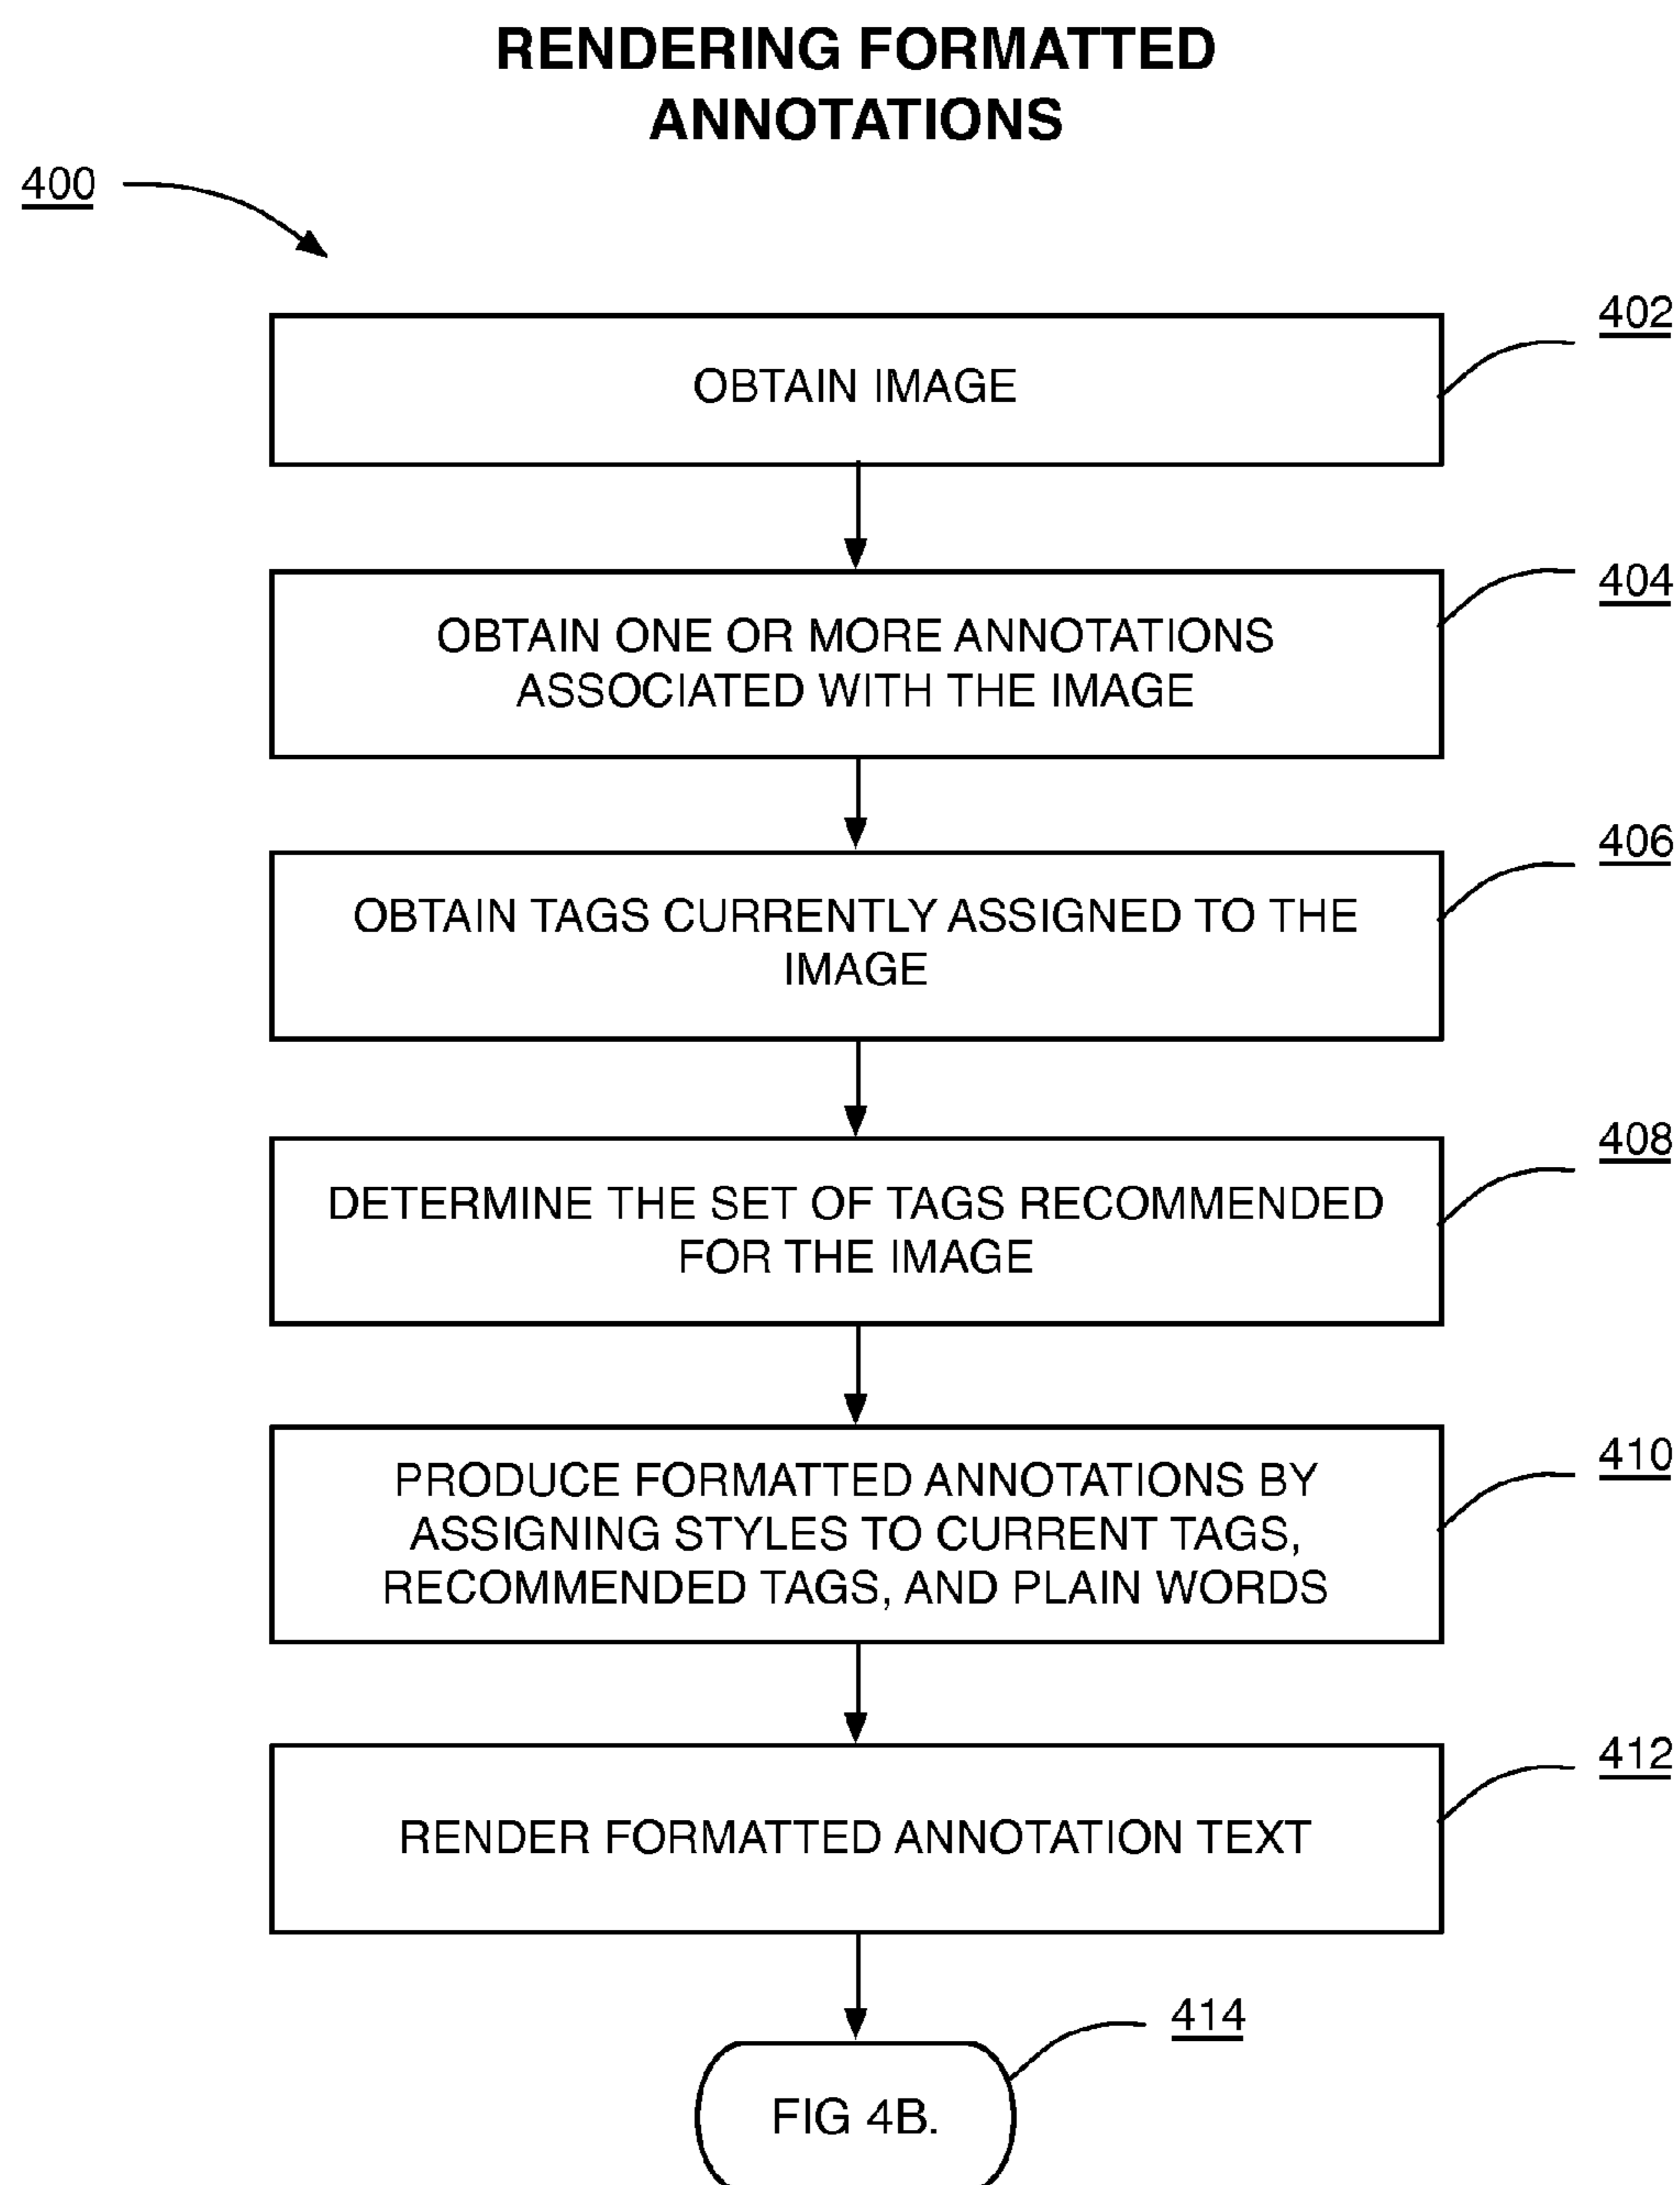 RENDERING FORMATTED
ANNOTATIONS
400
402
OBTAIN IMAGE
404
OBTAIN ONE OR MORE ANNOTATIONS
ASSOCIATED WITH THE IMAGE
406
OBTAIN TAGS CURRENTLY ASSIGNED TO THE
IMAGE
408
DETERMINE THE SET OF TAGS RECOMMENDED
FOR THE IMAGE
410
PRODUCE FORMATTED ANNOTATIONS BY
ASSIGNING STYLES TO CURRENT TAGS,
RECOMMENDED TAGS, AND PLAIN WORDS
412
RENDER FORMATTED ANNOTATION TEXT
414
FIG 4B.